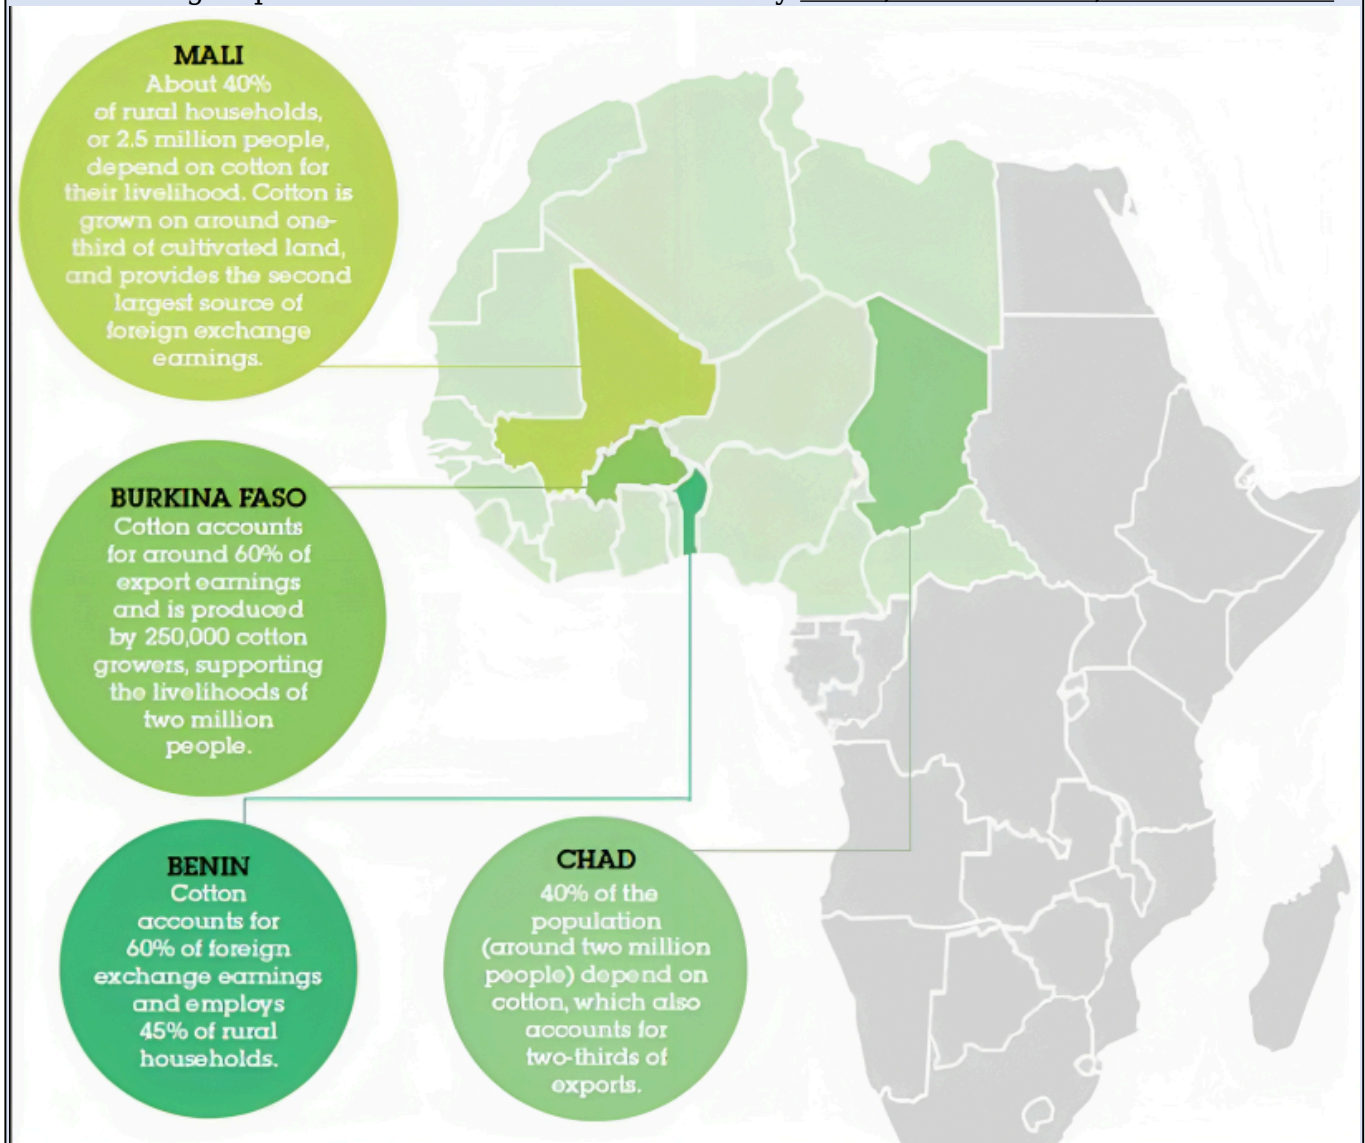 MALI
About 40%
of rural households,
or 2.5 million people,
depend on cotton for
their livelihood. Cotton is
grown on around one-
third of cultivated land,
and provides the second
largest source of
foreign exchange
earnings.
BURKINA FASO
Cotton accounts
for around 60% of
export earnings
and is produced
by 250,000 cotton
growers, supporting
the livelihoods of
two million
people.
BENIN
Cotton
accounts for
60% of foreign
exchange earnings
and employs
45% of rural
households.
CHAD
40% of the
population
(around two million
people) depend on
cotton, which also
accounts for
two-thirds of
exports.